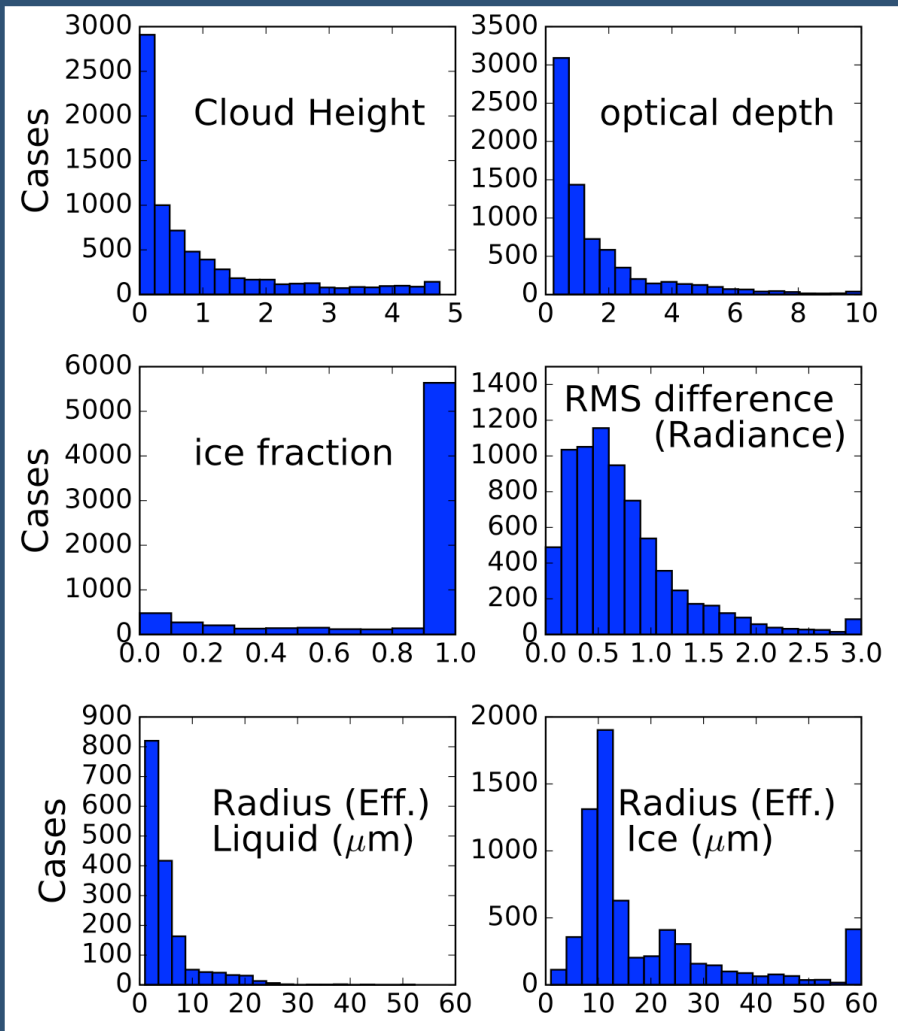 3000
2500
2000
1500
1000
500
0
Cases
Cloud Height
0 1 2 3 4 5
3500
3000
2500
2000
1500
1000
500
0
optical depth
0 2 4 6 8 10
6000
5000
4000
3000
2000
1000
0
Cases
ice fraction
0.0 0.2 0.4 0.6 0.8 1.0
1400
1200
1000
800
600
400
200
0
RMS difference
(Radiance)
0.0 0.5 1.0 1.5 2.0 2.5 3.0
900
800
700
600
500
400
300
200
100
0
Cases
Radius (Eff.)
Liquid (μm)
0 10 20 30 40 50 60
2000
1500
1000
500
0
Radius (Eff.)
Ice (μm)
0 10 20 30 40 50 60